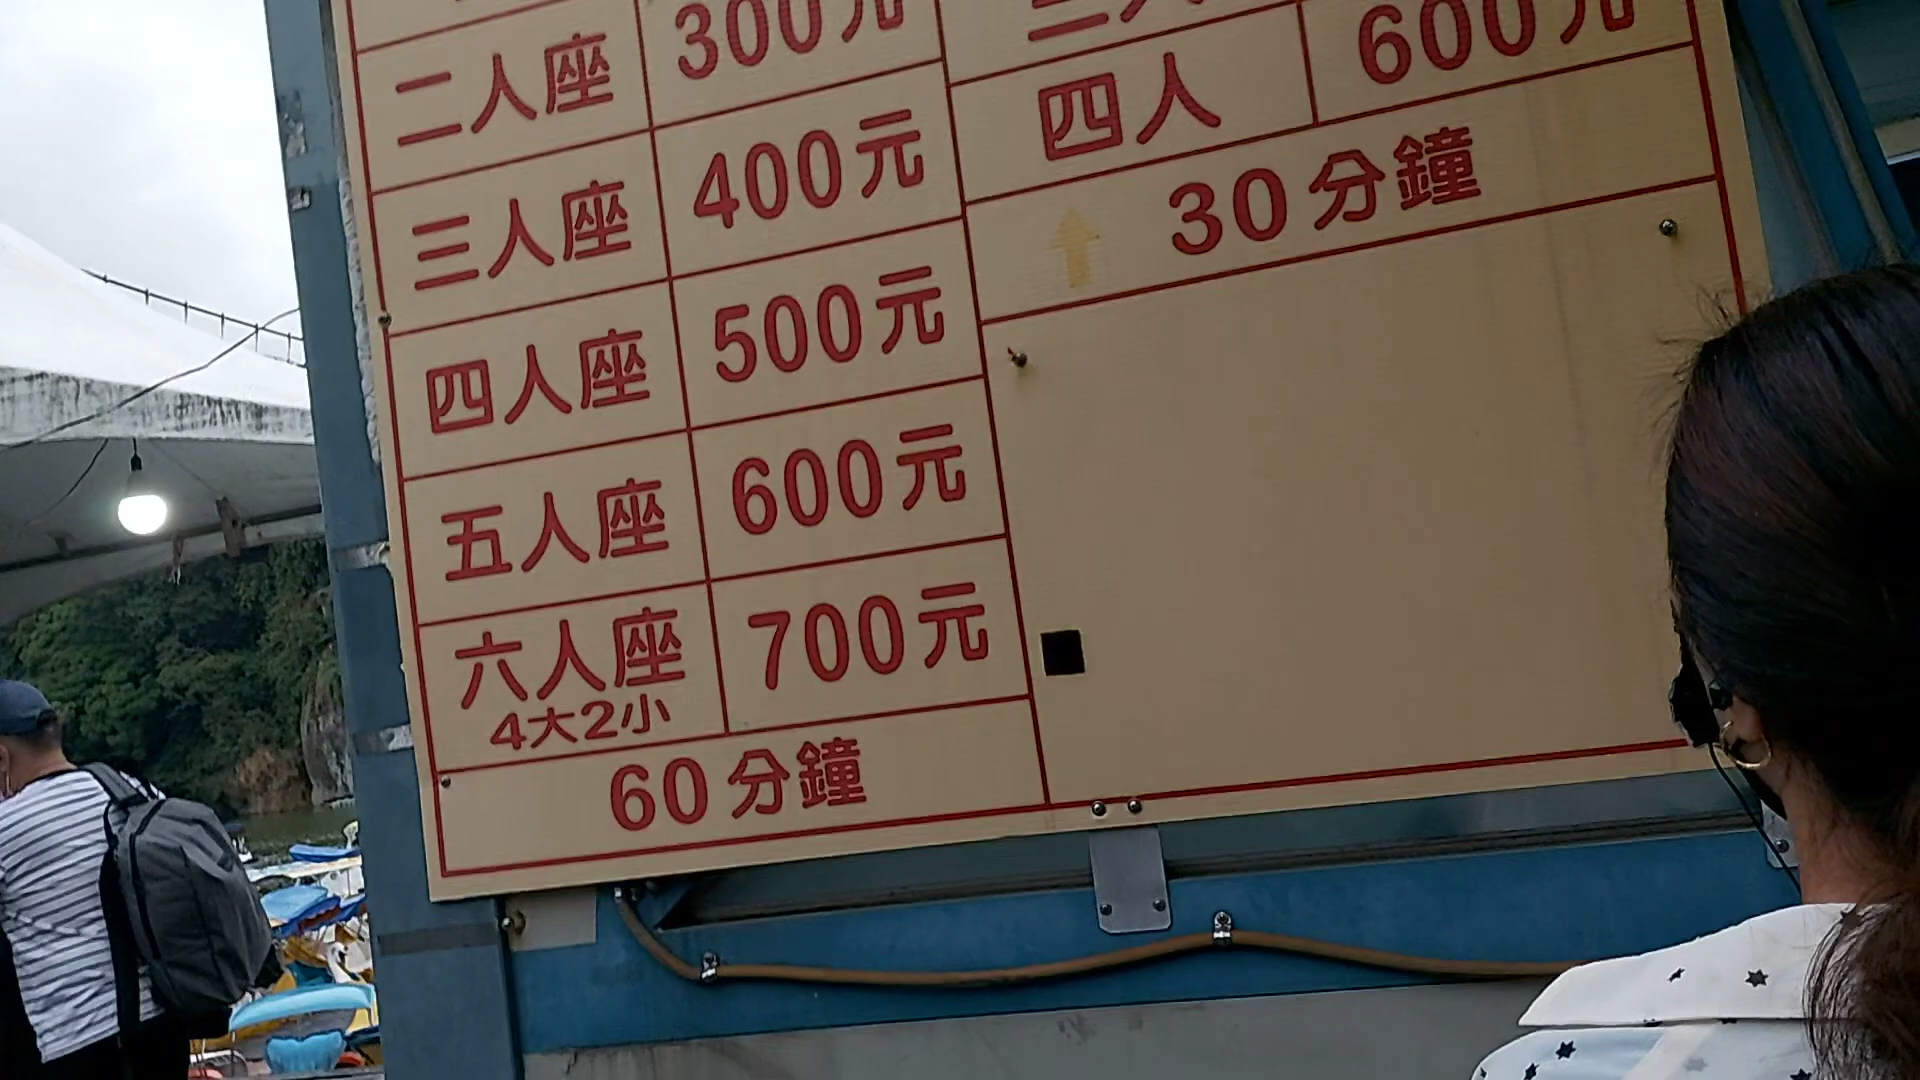 二人座 300元
三人座 400元
四人座 500元
五人座 600元
六人座 700元
4大2小
60分鐘
四人 600元
30分鐘